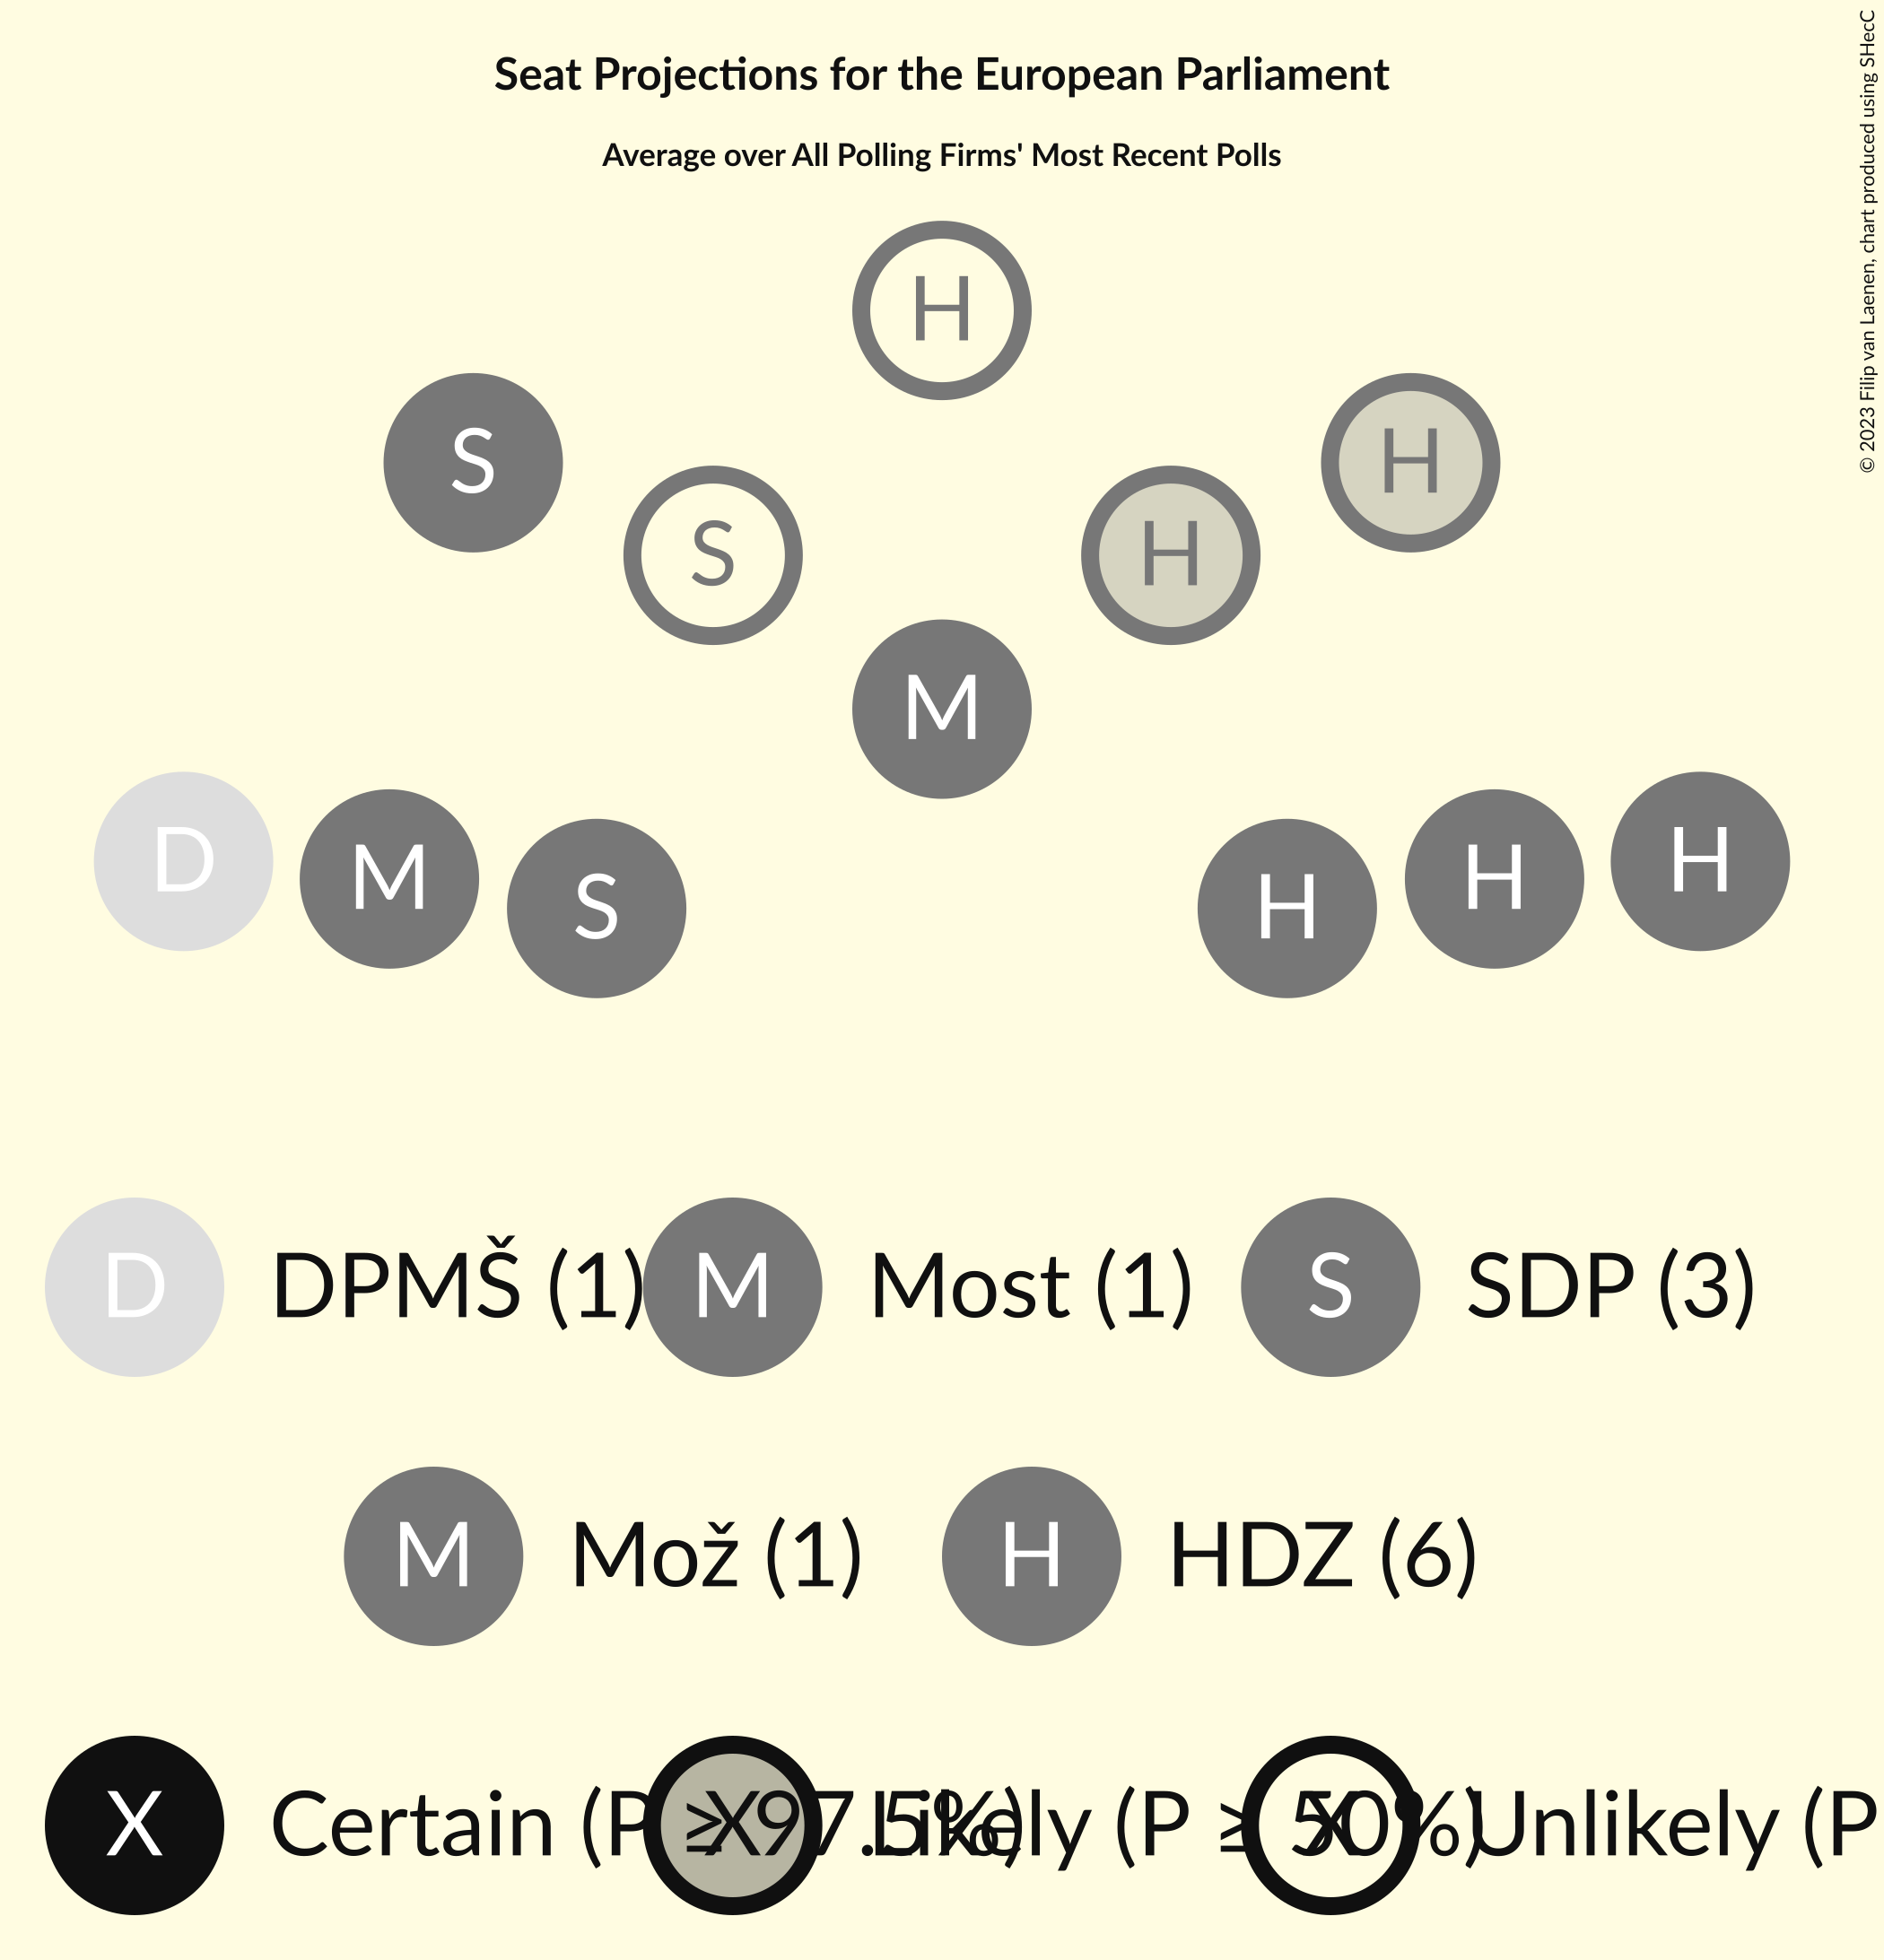 Seat Projections for the European Parliament
Average over All Polling Firms' Most Recent Polls
© 2023 Filip van Laenen, chart produced using SHecC
H
S
H
S
H
M
D
M
S
H
H
H
D DPMŠ (1)
M Most (1)
S SDP (3)
M Mož (1)
H HDZ (6)
X Certain (P ≥ 97.5%)
X Likely (P ≥ 50%)
X Unlikely (P